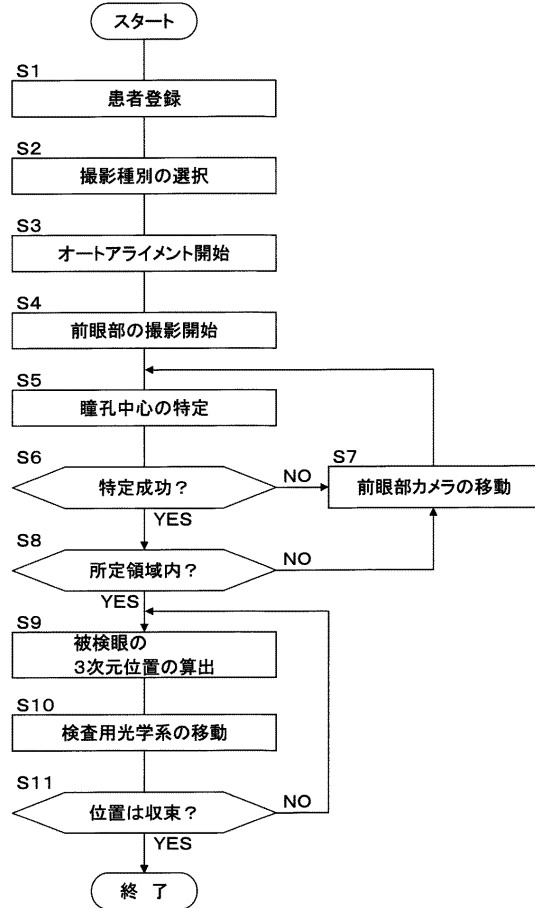 スタート
S1
患者登録
S2
撮影種別の選択
S3
オートアライメント開始
S4
前眼部の撮影開始
S5
瞳孔中心の特定
S6
特定成功？
NO
YES
S7
前眼部カメラの移動
S8
所定領域内？
NO
YES
S9
被検眼の
3次元位置の算出
S10
検査用光学系の移動
S11
位置は収束？
NO
YES
終 了